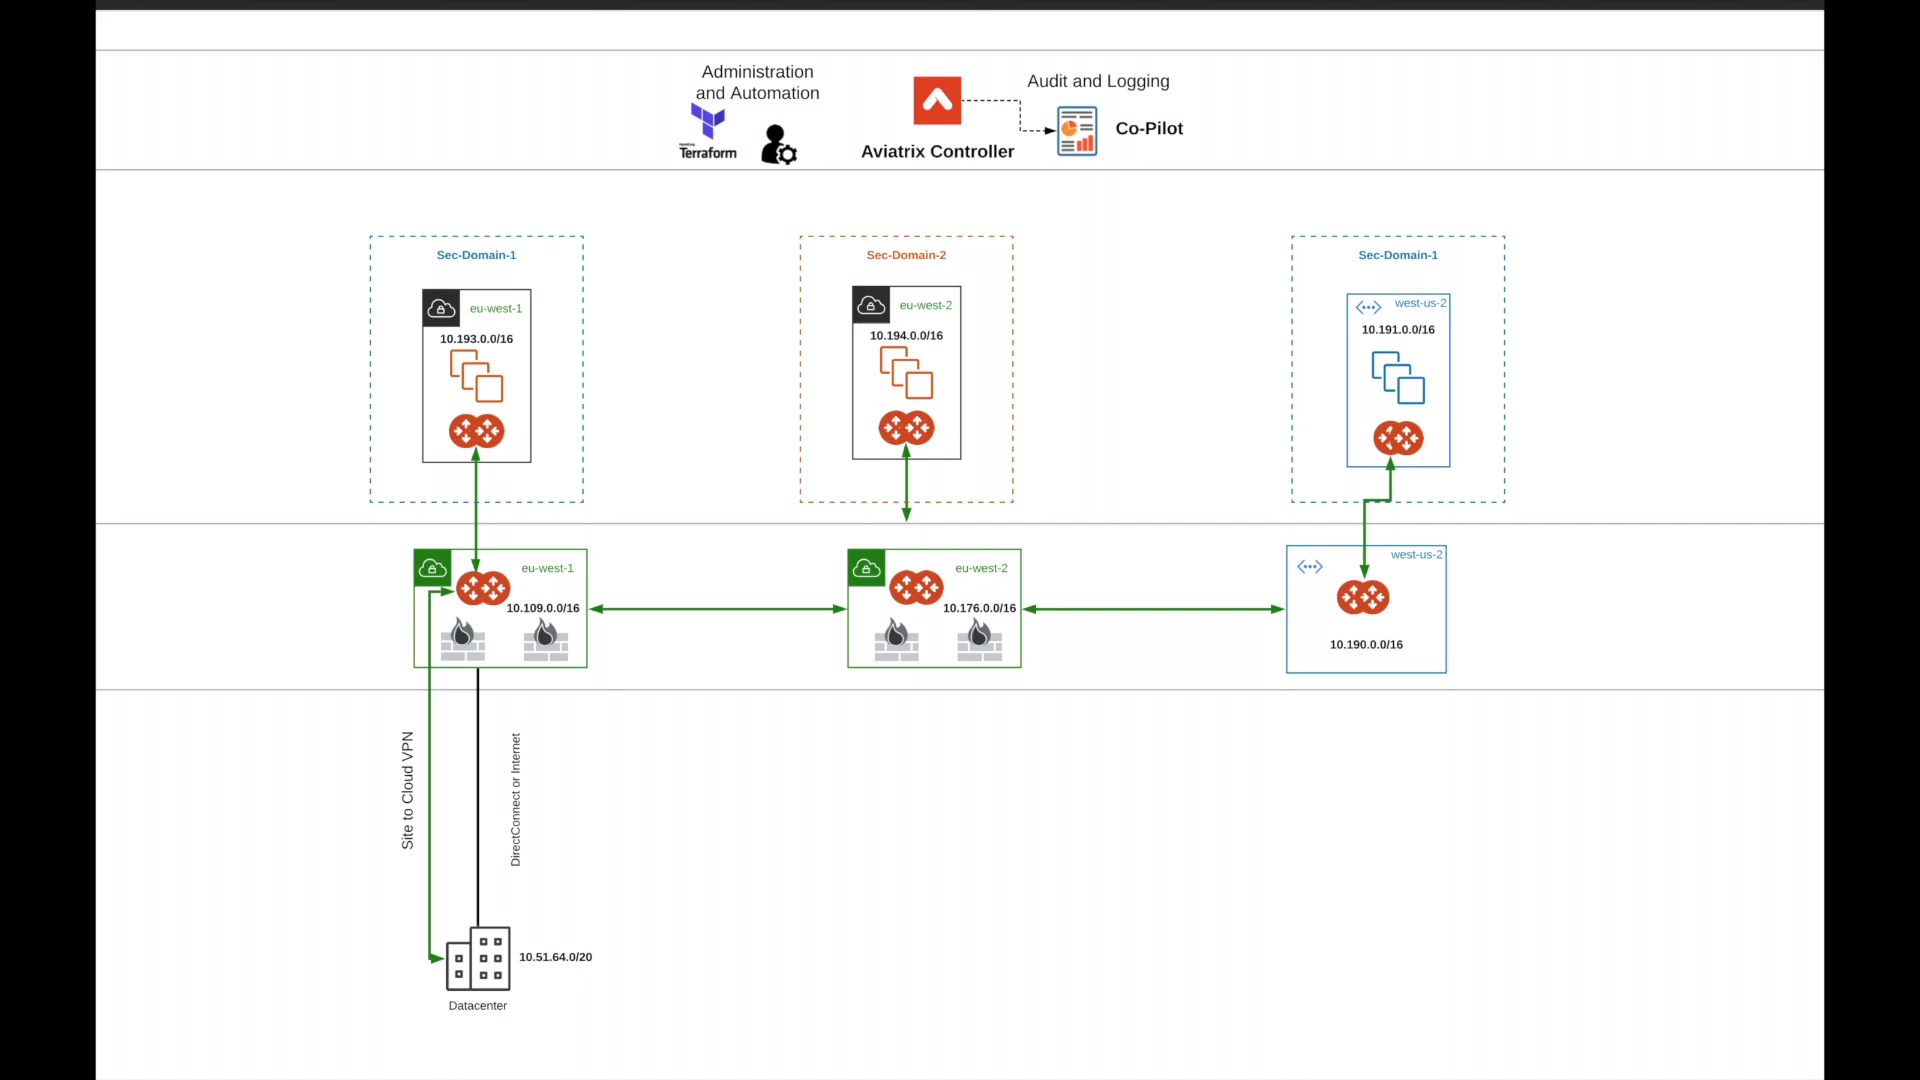 Administration
and Automation
Terraform
Aviatrix Controller
Audit and Logging
Co-Pilot
Sec-Domain-1
eu-west-1
10.193.0.0/16
Sec-Domain-2
eu-west-2
10.194.0.0/16
Sec-Domain-1
west-us-2
10.191.0.0/16
eu-west-1
10.109.0.0/16
eu-west-2
10.176.0.0/16
west-us-2
10.190.0.0/16
Site to Cloud VPN
DirectConnect or Internet
10.51.64.0/20
Datacenter